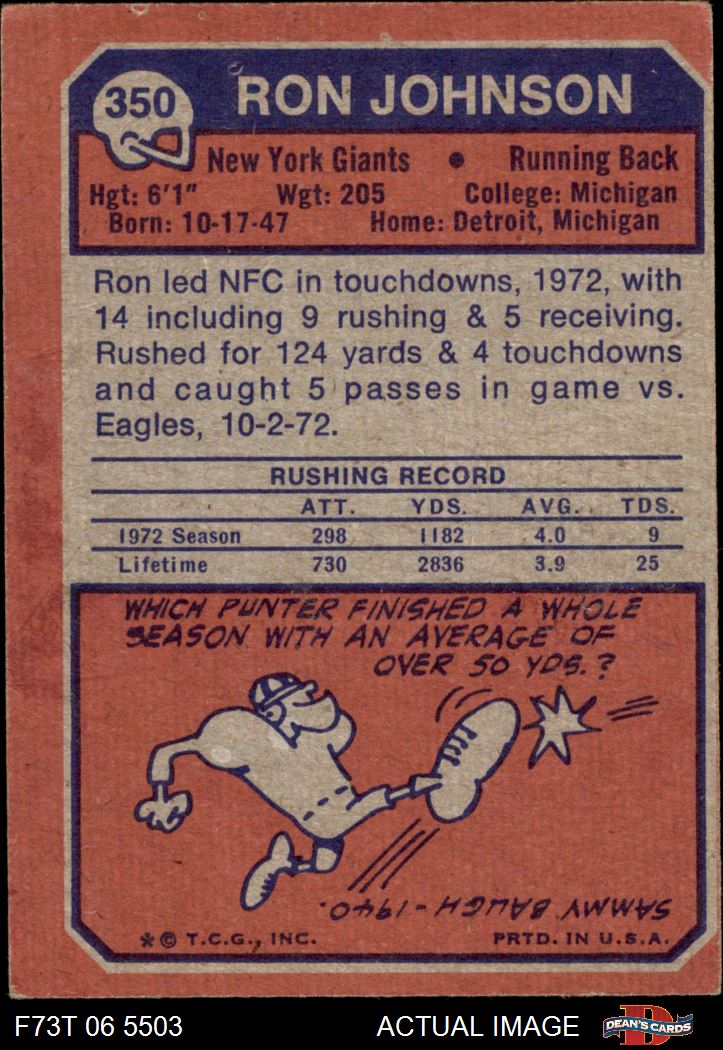 350 RON JOHNSON
New York Giants • Running Back
Hgt: 6'1" Wgt: 205 College: Michigan
Born: 10-17-47 Home: Detroit, Michigan
Ron led NFC in touchdowns, 1972, with
14 including 9 rushing & 5 receiving.
Rushed for 124 yards & 4 touchdowns
and caught 5 passes in game vs.
Eagles, 10-2-72.
RUSHING RECORD
ATT. YDS. AVG. TDS.
1972 Season 298 1182 4.0 9
Lifetime 730 2836 3.9 25
WHICH PUNTER FINISHED A WHOLE
SEASON WITH AN AVERAGE OF
OVER 50 YDS.?
SAMMY BAUGH-1940.
*© T.C.G., INC. PRTD. IN U.S.A.
F73T 06 5503 ACTUAL IMAGE D DEAN'S CARDS